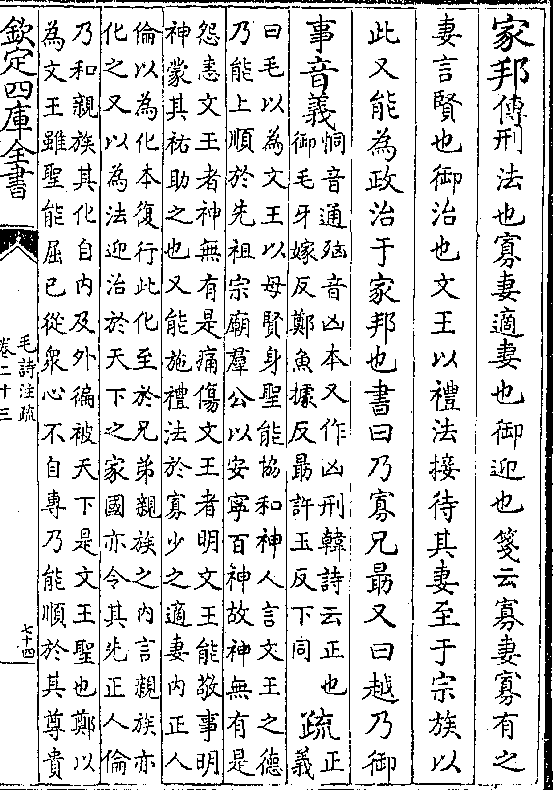 家邦傳刑法也寡妻適妻也御迎也箋云寡妻寡有之
妻言賢也御治也文王以禮法接待其妻至于宗族以
此又能為政治于家邦也書曰乃寡兄勗又曰越乃御
事音義
恫音通殈音凶本又作凶刑韓詩云正也
御毛牙嫁反鄭魚據反勗許玉反下同
疏
正
義
曰毛以為文王以母賢身聖能協和神人言文王之德
乃能上順於先祖宗廟羣公以安寧百神故神無有是
怨恚文王者神無有是痛傷文王者明文王能敬事明
神蒙其祐助之也又能施禮法於寡少之適妻内正人
倫以為化本復行此化至於兄弟親族之内言親族亦
化之又以為法迎治於天下之家國亦令其先正人倫
乃和親族其化自内及外徧被天下是文王聖也鄭以
為文王雖聖能屈已從衆心不自専乃能順於其尊貴
欽定四庫全書
毛詩注疏
卷二十三
七十四